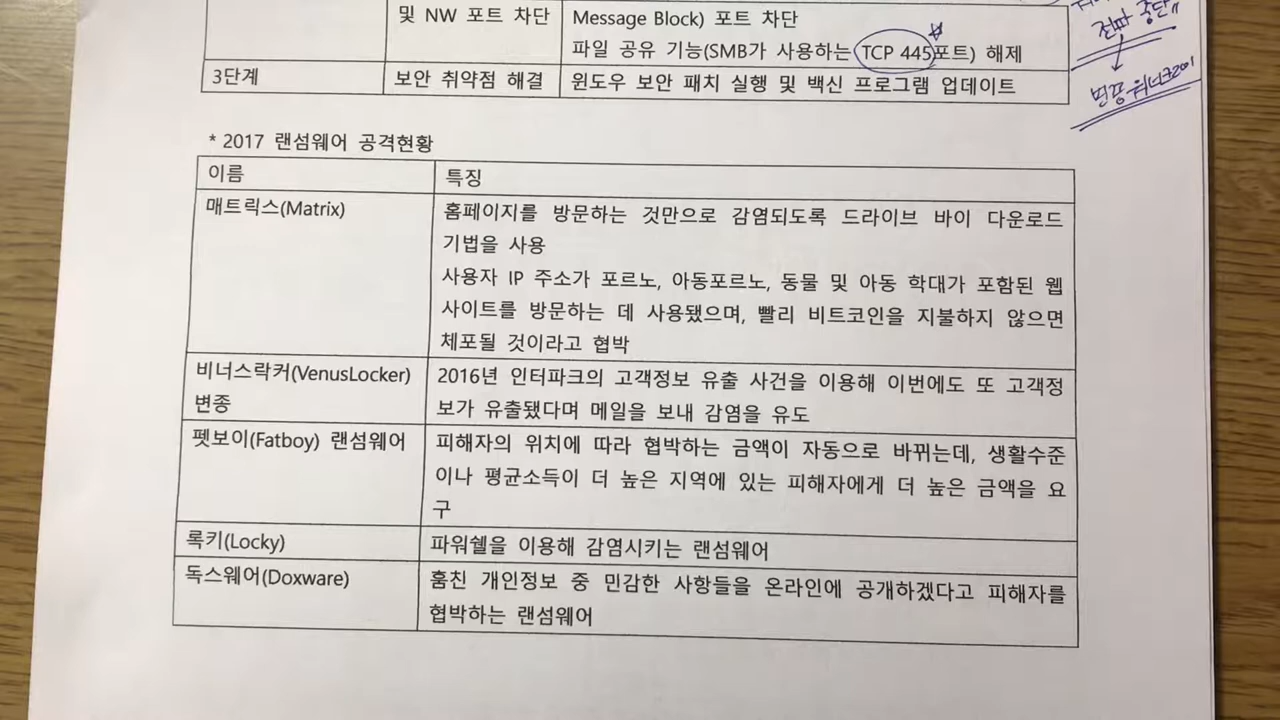 및 NW 포트 차단
Message Block) 포트 차단
파일 공유 기능(SMB가 사용하는 TCP 445포트) 해제
3단계
보안 취약점 해결
윈도우 보안 패치 실행 및 백신 프로그램 업데이트
전파 중단
* 2017 랜섬웨어 공격현황
이름
특징
매트릭스(Matrix)
홈페이지를 방문하는 것만으로 감염되도록 드라이브 바이 다운로드
기법을 사용
사용자 IP 주소가 포르노, 아동포르노, 동물 및 아동 학대가 포함된 웹
사이트를 방문하는 데 사용됐으며, 빨리 비트코인을 지불하지 않으면
체포될 것이라고 협박
비너스락커(VenusLocker)
변종
2016년 인터파크의 고객정보 유출 사건을 이용해 이번에도 또 고객정
보가 유출됐다며 메일을 보내 감염을 유도
펫보이(Fatboy) 랜섬웨어
피해자의 위치에 따라 협박하는 금액이 자동으로 바뀌는데, 생활수준
이나 평균소득이 더 높은 지역에 있는 피해자에게 더 높은 금액을 요
구
록키(Locky)
파워쉘을 이용해 감염시키는 랜섬웨어
독스웨어(Doxware)
훔친 개인정보 중 민감한 사항들을 온라인에 공개하겠다고 피해자를
협박하는 랜섬웨어